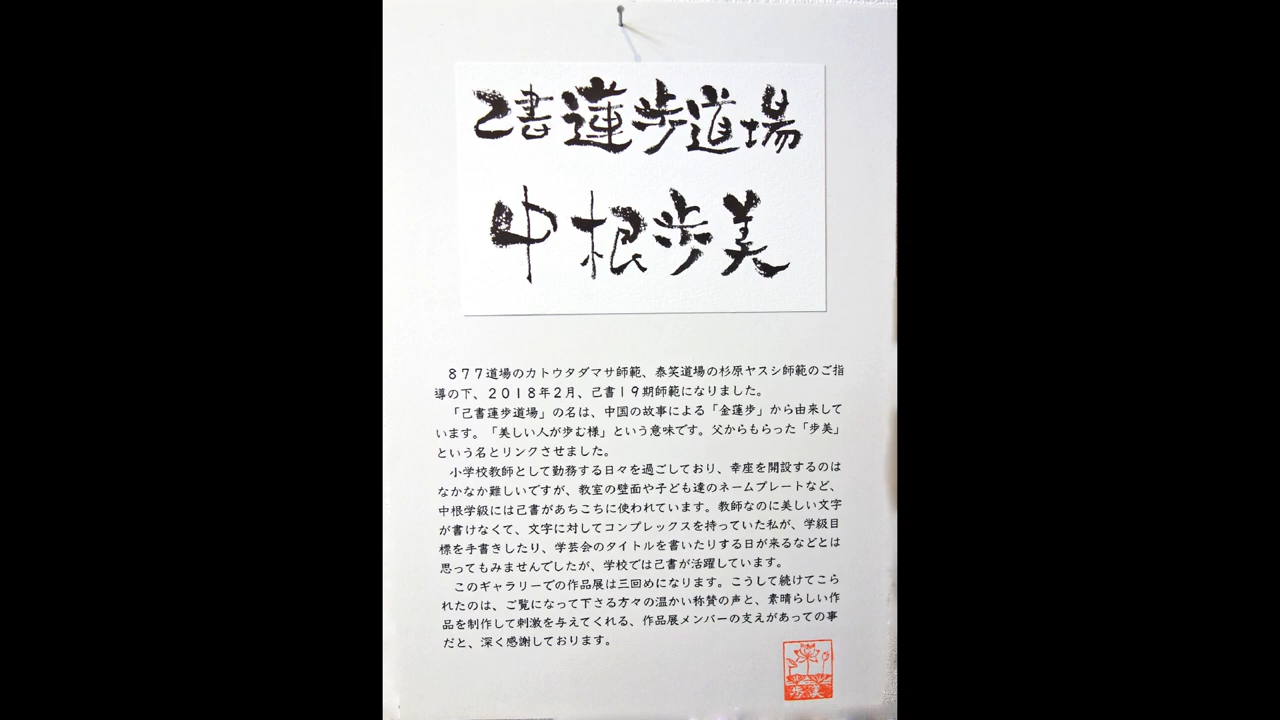 己書蓮歩道場
中根歩美
８７７道場のカトウタダマサ師範、泰笑道場の杉原ヤスシ師範のご指
導の下、２０１８年２月、己書１９期師範になりました。
「己書蓮歩道場」の名は、中国の故事による「金蓮歩」から由来して
います。「美しい人が歩む様」という意味です。父からもらった「歩美」
という名とリンクさせました。
小学校教師として勤務する日々を過ごしており、幸座を開設するのは
なかなか難しいですが、教室の壁面や子ども達のネームプレートなど、
中根学級には己書があちこちに使われています。教師なのに美しい文字
が書けなくて、文字に対してコンプレックスを持っていた私が、学級目
標を手書きしたり、学芸会のタイトルを書いたりする日が来るなどとは
思ってもみませんでしたが、学校では己書が活躍しています。
このギャラリーでの作品展は三回めになります。こうして続けてこら
れたのは、ご覧になって下さる方々の温かい称賛の声と、素晴らしい作
品を制作して刺激を与えてくれる、作品展メンバーの支えがあっての事
だと、深く感謝しております。
歩美